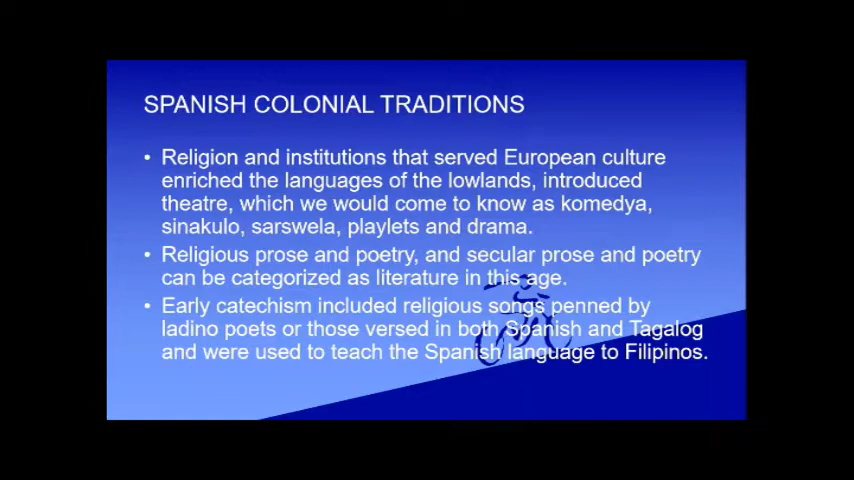 SPANISH COLONIAL TRADITIONS
• Religion and institutions that served European culture
enriched the languages of the lowlands, introduced
theatre, which we would come to know as komedya,
sinakulo, sarswela, playlets and drama.
• Religious prose and poetry, and secular prose and poetry
can be categorized as literature in this age.
• Early catechism included religious songs penned by
ladino poets or those versed in both Spanish and Tagalog
and were used to teach the Spanish language to Filipinos.